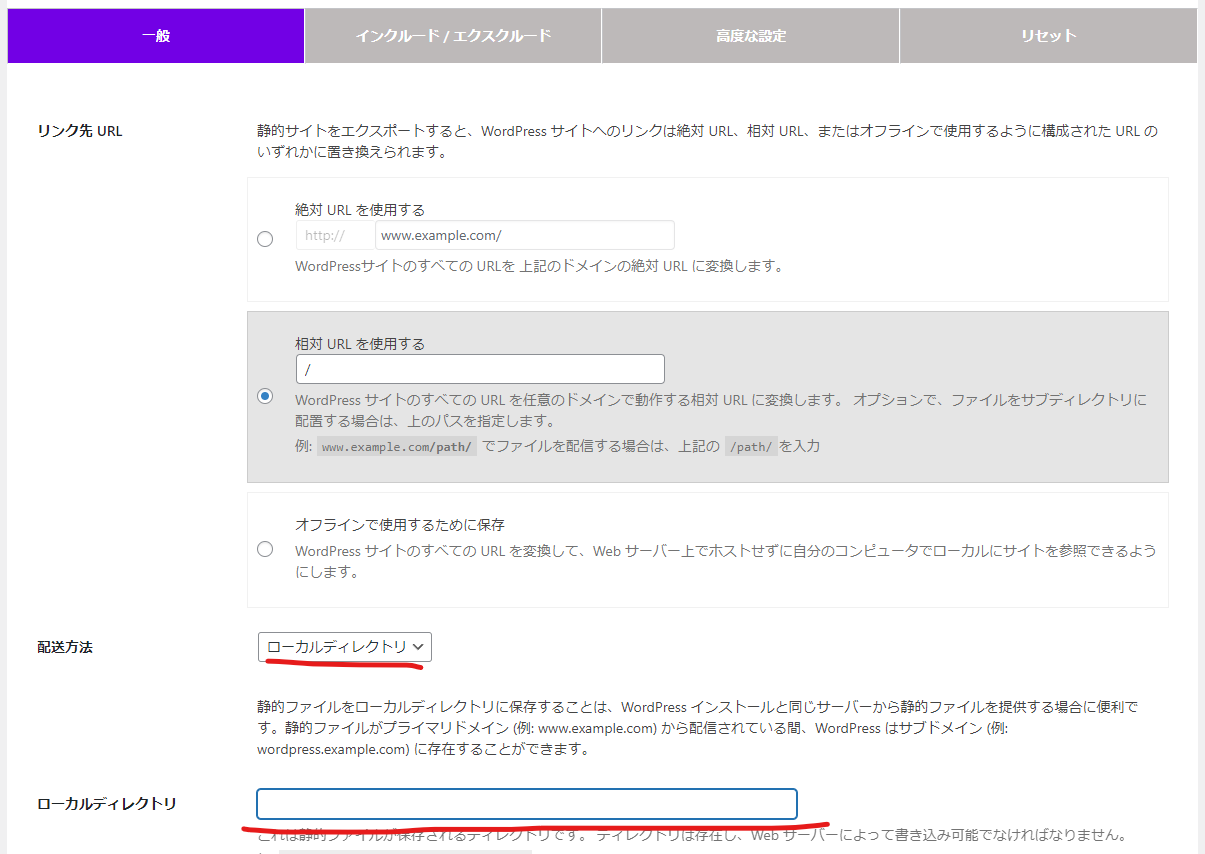 一般
インクルード / エクスクルード
高度な設定
リセット
リンク先 URL
静的サイトをエクスポートすると、WordPress サイトへのリンクは絶対 URL、相対 URL、またはオフラインで使用するように構成された URL の
いずれかに置き換えられます。
絶対 URL を使用する
http://
www.example.com/
WordPressサイトのすべての URLを 上記のドメインの絶対 URL に変換します。
相対 URL を使用する
/
WordPress サイトのすべての URL を任意のドメインで動作する相対 URL に変換します。 オプションで、ファイルをサブディレクトリに
配置する場合は、上のパスを指定します。
例: www.example.com/path/ でファイルを配信する場合は、上記の /path/ を入力
オフラインで使用するために保存
WordPress サイトのすべての URL を変換して、Web サーバー上でホストせずに自分のコンピュータでローカルにサイトを参照できるよう
にします。
配送方法
ローカルディレクトリ
静的ファイルをローカルディレクトリに保存することは、WordPress インストールと同じサーバーから静的ファイルを提供する場合に便利で
す。静的ファイルがプライマリドメイン (例: www.example.com) から配信されている間、WordPress はサブドメイン (例:
wordpress.example.com) に存在することができます。
ローカルディレクトリ
これは静的ファイルが保存されるディレクトリです。 ディレクトリは存在し、Web サーバーによって書き込み可能でなければなりません。